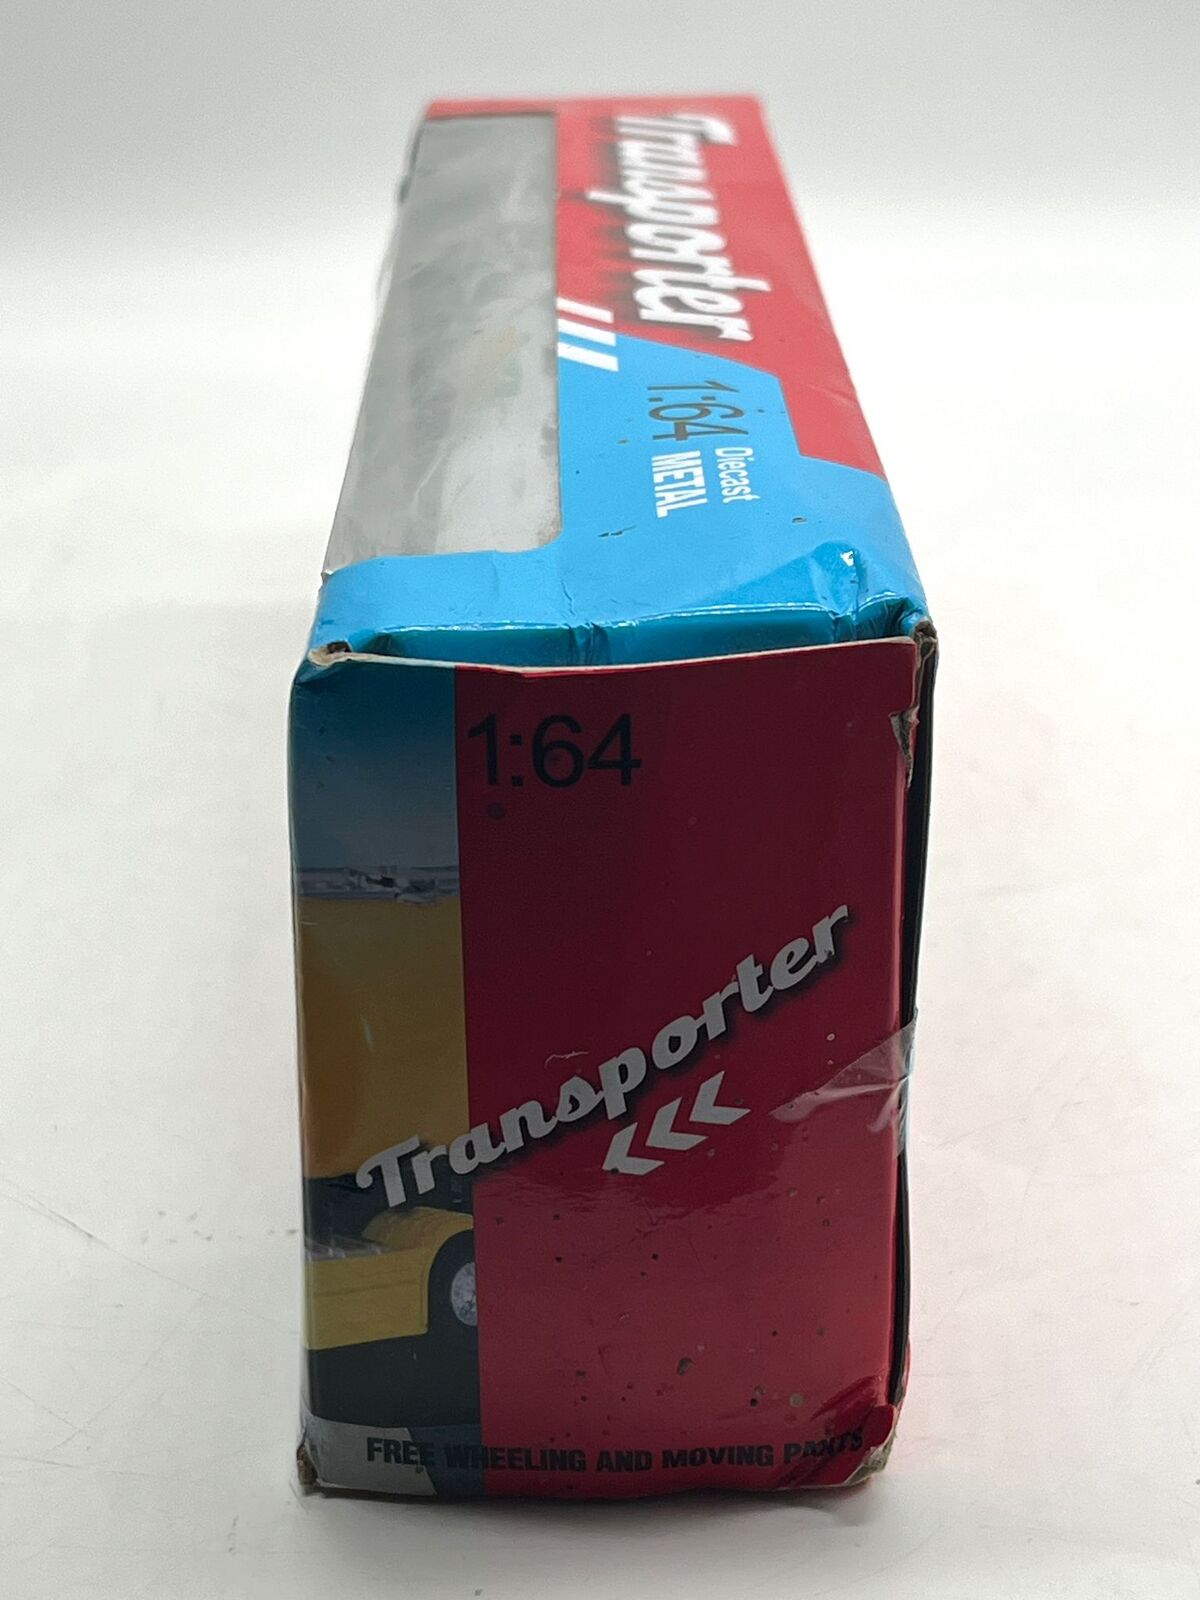 Transporter
1:64 Diecast
METAL
1:64
Transporter
FREE WHEELING AND MOVING PARTS